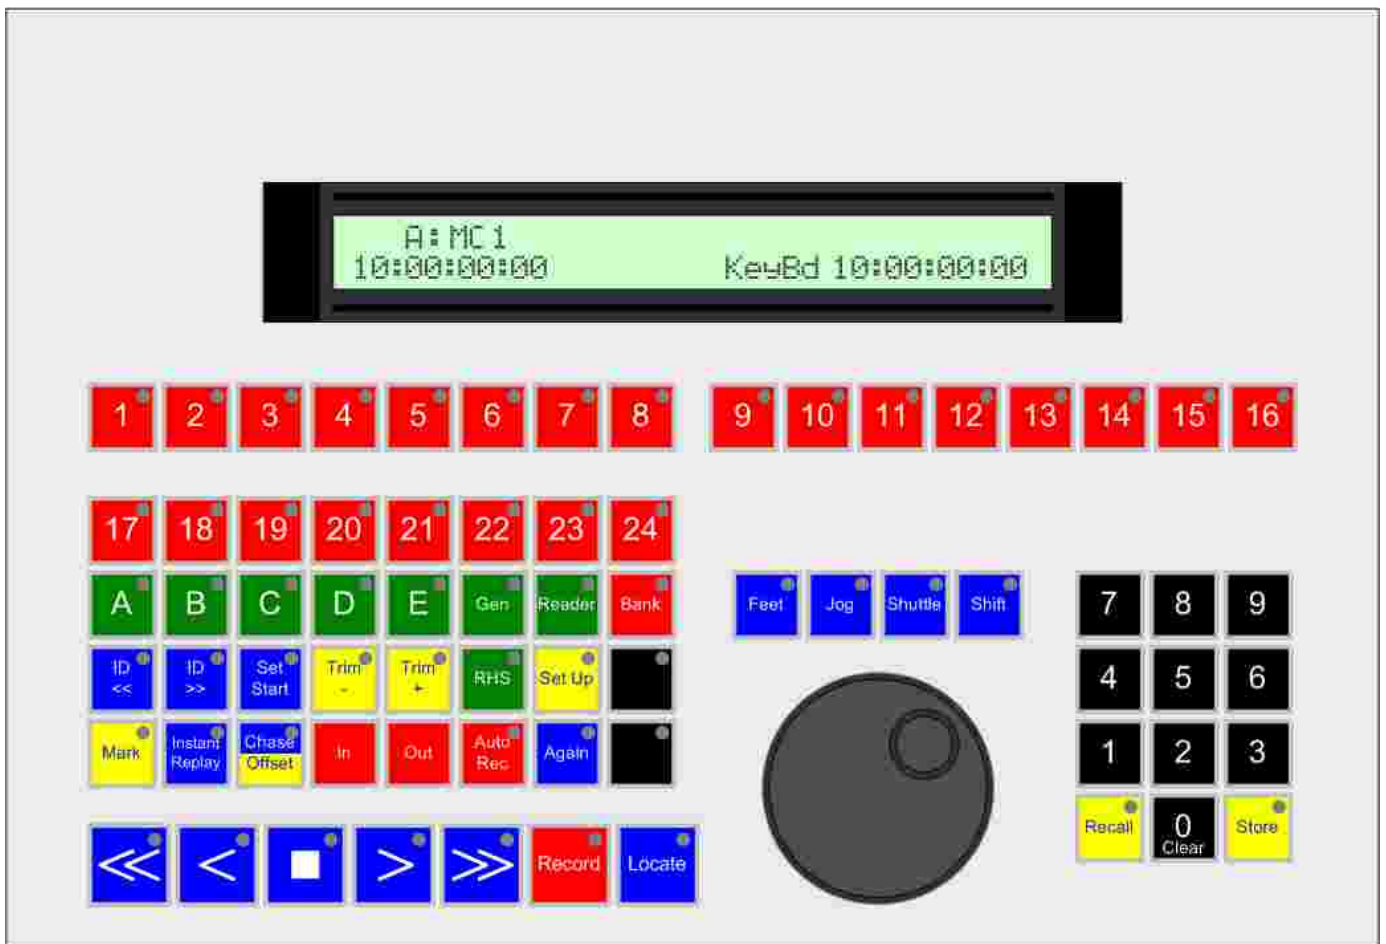 A:MC1
10:00:00:00 KeyBd 10:00:00:00
1 2 3 4 5 6 7 8 9 10 11 12 13 14 15 16
17 18 19 20 21 22 23 24
A B C D E Gen Reader Bank
Feet Jog Shuttle Shift
7 8 9
ID
<<
ID
>>
Set
Start
Trim
-
Trim
+
RHS
Set Up
4 5 6
Mark
Instant
Replay
Chase
Offset
In
Out
Auto
Rec
Again
1 2 3
Recall
0
Clear
Store
<< < > >> Record Locate